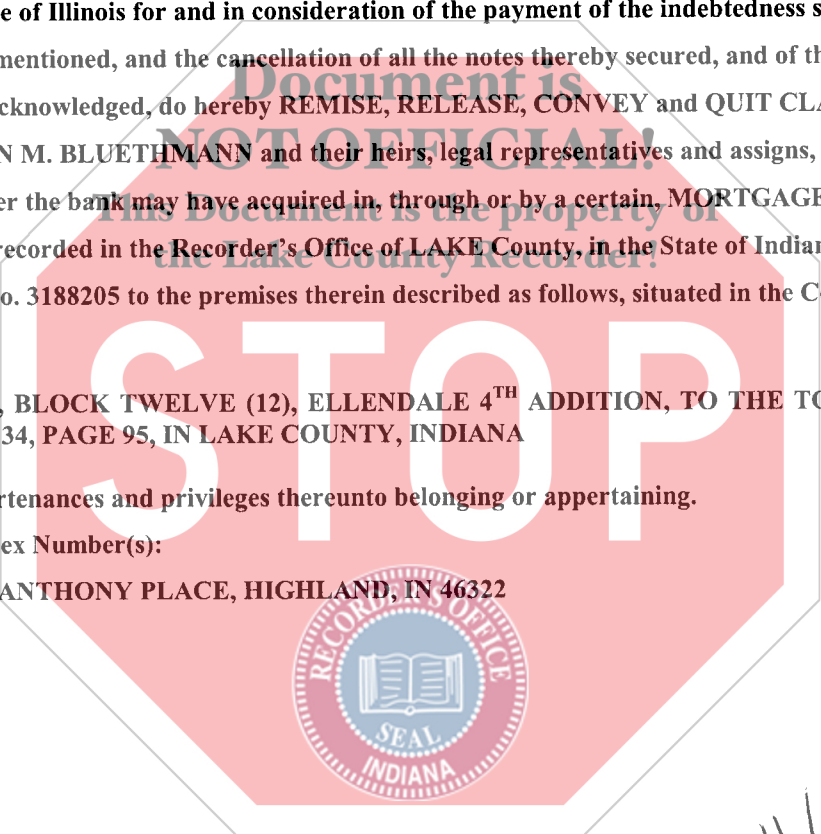 e of Illinois for and in consideration of the payment of the indebtedness s
mentioned, and the cancellation of all the notes thereby secured, and of th
Document is
cknowledged, do hereby REMISE, RELEASE, CONVEY and QUIT CLA
NOT OFFICIAL!
N M. BLUETHMANN and their heirs, legal representatives and assigns,
er the bank may have acquired in, through or by a certain, MORTGAGE
This Document is the property of
recorded in the Recorder's Office of LAKE County, in the State of Indian
the Lake County Recorder!
o. 3188205 to the premises therein described as follows, situated in the C
STOP
, BLOCK TWELVE (12), ELLENDALE 4TH ADDITION, TO THE TO
34, PAGE 95, IN LAKE COUNTY, INDIANA
rtenances and privileges thereunto belonging or appertaining.
ex Number(s):
ANTHONY PLACE, HIGHLAND, IN 46322
RECORDER'S OFFICE
SEAL
INDIANA